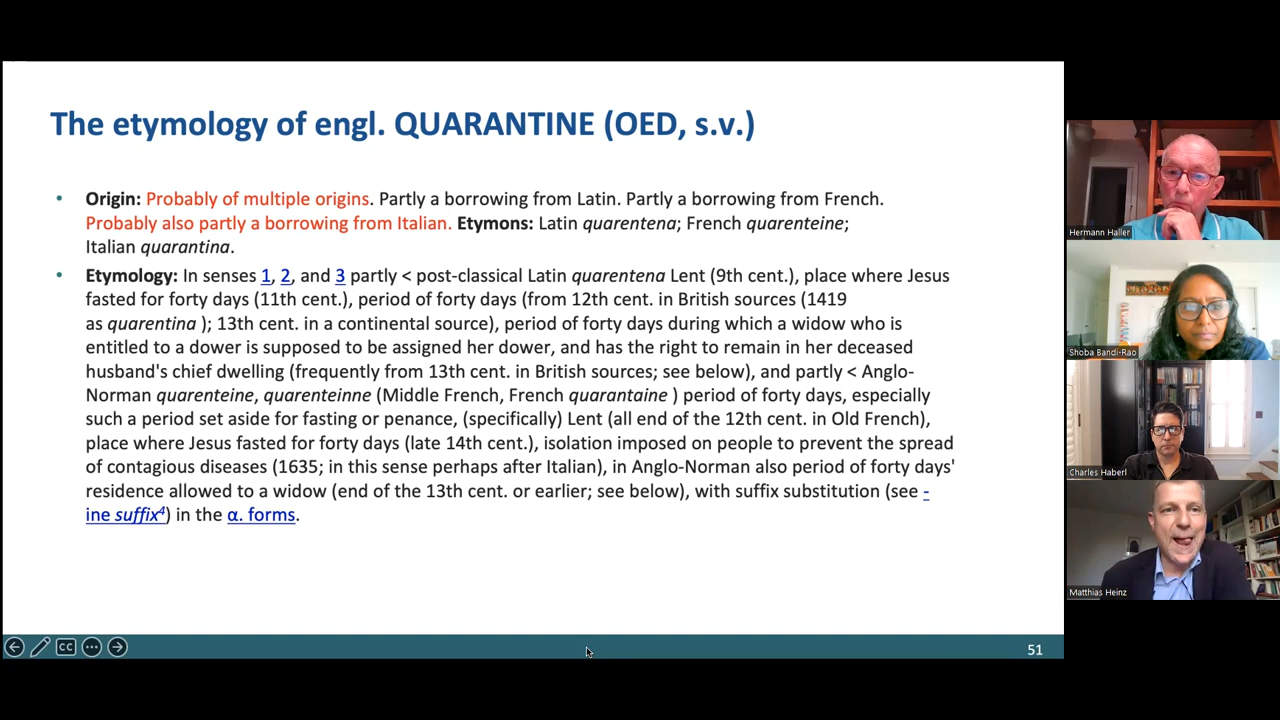 The etymology of engl. QUARANTINE (OED, s.v.)
• Origin: Probably of multiple origins. Partly a borrowing from Latin. Partly a borrowing from French.
Probably also partly a borrowing from Italian. Etymons: Latin quarentena; French quarenteine;
Italian quarantina.
• Etymology: In senses 1, 2, and 3 partly < post-classical Latin quarentena Lent (9th cent.), place where Jesus
fasted for forty days (11th cent.), period of forty days (from 12th cent. in British sources (1419
as quarentina ); 13th cent. in a continental source), period of forty days during which a widow who is
entitled to a dower is supposed to be assigned her dower, and has the right to remain in her deceased
husband's chief dwelling (frequently from 13th cent. in British sources; see below), and partly < Anglo-
Norman quarenteine, quarenteinne (Middle French, French quarantaine ) period of forty days, especially
such a period set aside for fasting or penance, (specifically) Lent (all end of the 12th cent. in Old French),
place where Jesus fasted for forty days (late 14th cent.), isolation imposed on people to prevent the spread
of contagious diseases (1635; in this sense perhaps after Italian), in Anglo-Norman also period of forty days'
residence allowed to a widow (end of the 13th cent. or earlier; see below), with suffix substitution (see -
ine suffix⁴) in the α. forms.
CC
51
Hermann Haller
Shoba Bandi-Rao
Charles Haberl
Matthias Heinz